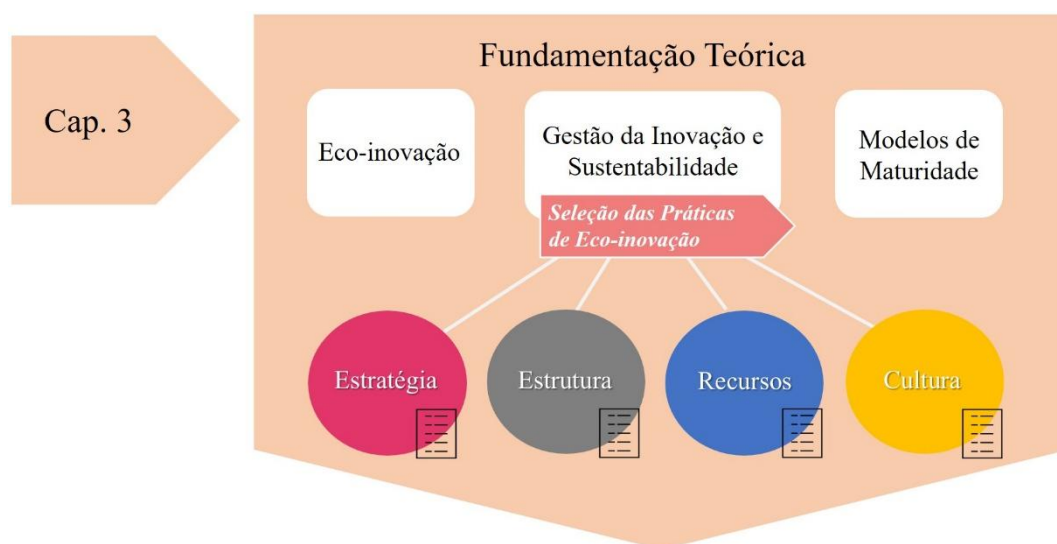 Cap. 3
Fundamentação Teórica
Eco-inovação
Gestão da Inovação e
Sustentabilidade
Modelos de
Maturidade
Seleção das Práticas
de Eco-inovação
Estratégia
Estrutura
Recursos
Cultura